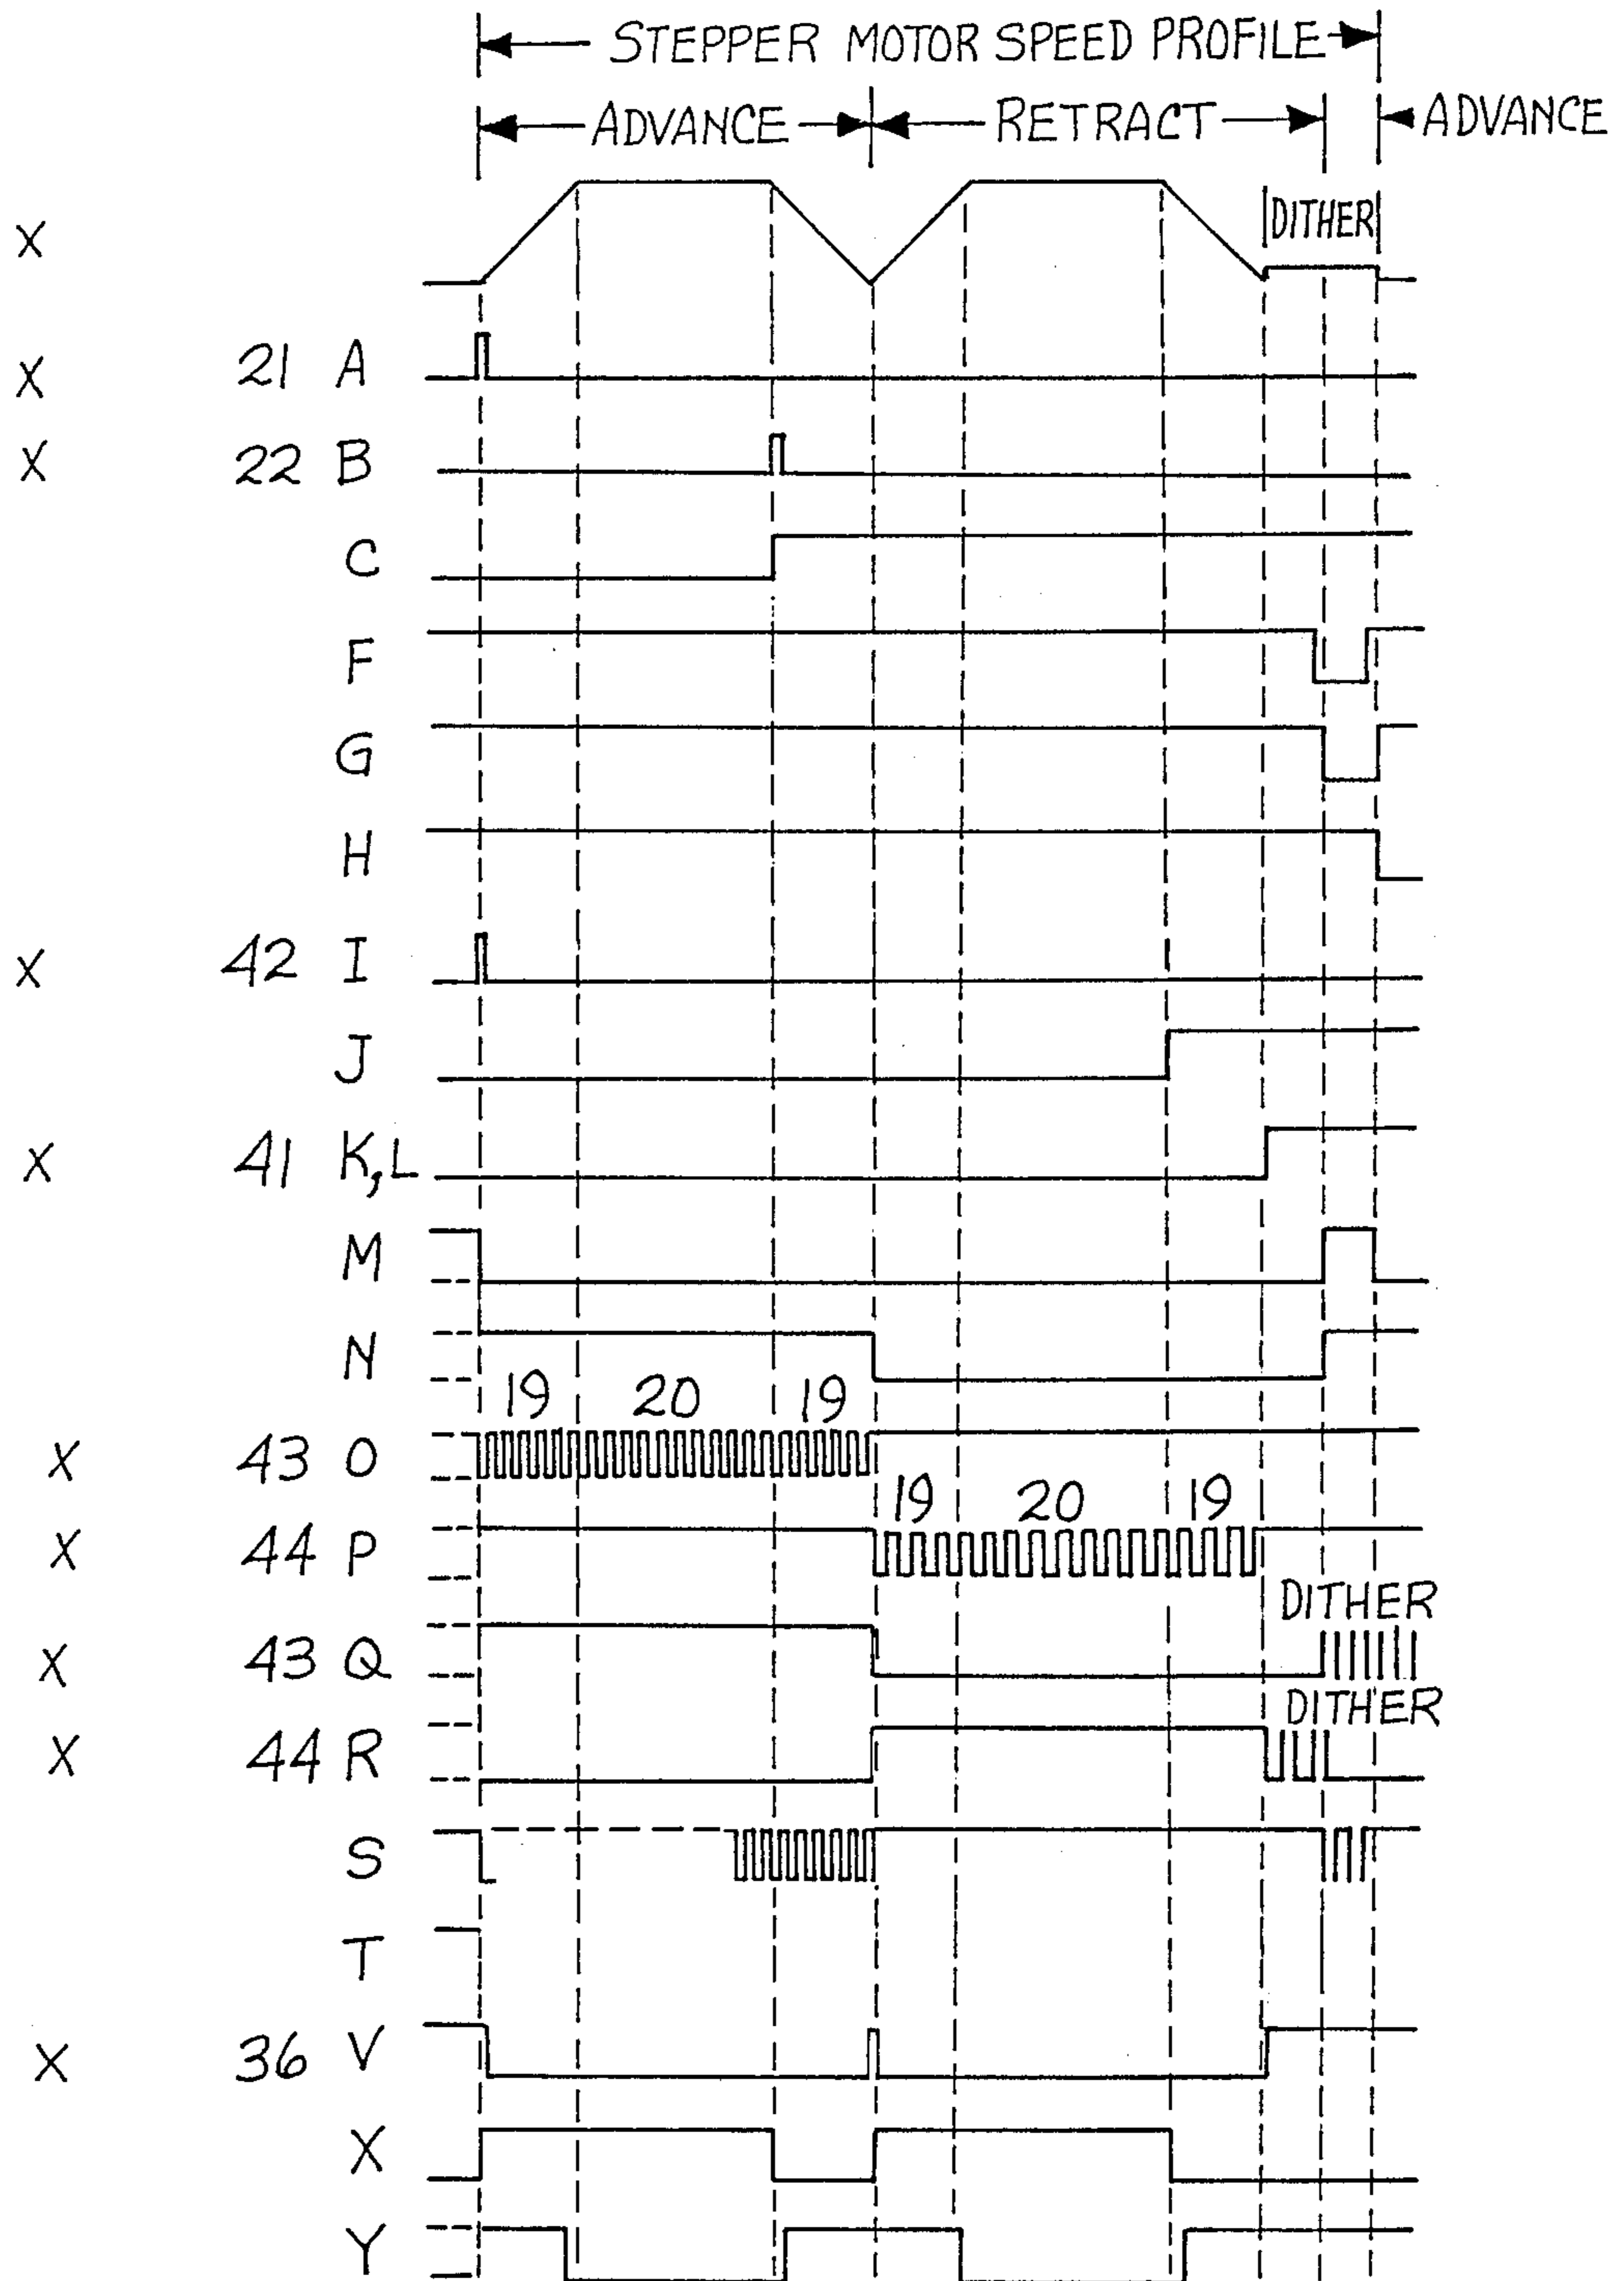 STEPPER MOTOR SPEED PROFILE
ADVANCE RETRACT ADVANCE
X DITHER
X 21 A
X 22 B
C
F
G
H
X 42 I
J
X 41 K,L
M
N
19 20 19
X 43 O
19 20 19
X 44 P
DITHER
X 43 Q
DITHER
X 44 R
S
T
X 36 V
X
Y